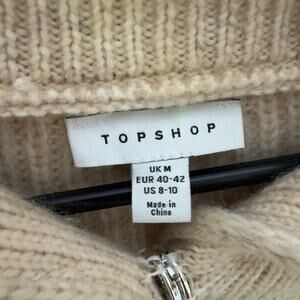 TOPSHOP
UK M
EUR 40-42
US 8-10
Made in
China